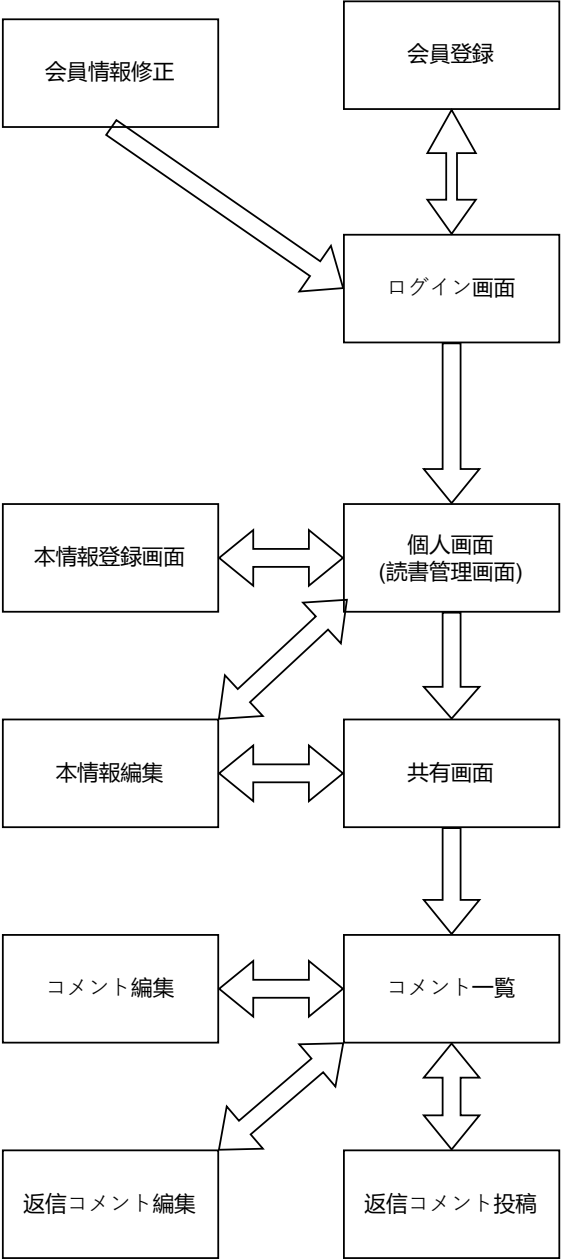 会員情報修正
会員登録
ログイン画面
本情報登録画面
個人画面
(読書管理画面)
本情報編集
共有画面
コメント編集
コメント一覧
返信コメント編集
返信コメント投稿